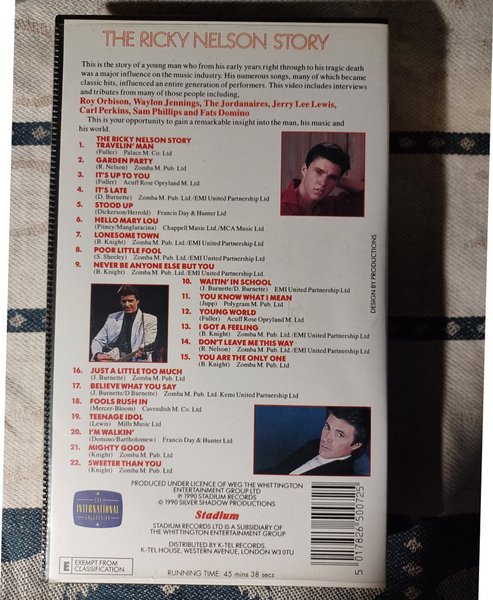 THE RICKY NELSON STORY
This is the story of a young man who from his early years right through to his tragic death
was a major influence on the music industry. His numerous songs, many of which became
classic hits, influenced an entire generation of performers. This video includes interviews
and tributes from many of those people including.
Roy Orbison, Waylon Jennings, The Jordanaires, Jerry Lee Lewis,
Carl Perkins, Sam Phillips and Fats Domino
This is your opportunity to gain a remarkable insight into the man, his music and
his world.
THE RICKY NELSON STORY
1. TRAVELIN' MAN
(Fuller) Palace M. Co. Ltd
2. GARDEN PARTY
(R. Nelson) Zomba M. Pub. Ltd
3. IT'S UP TO YOU
(Fuller) Acuff Rose Opryland M. Ltd
4. IT'S LATE
(D. Burnette) Zomba M. Pub. Ltd./EMI United Partnership Ltd
5. STOOD UP
(Dickerson/Herrold) Francis Day & Hunter Ltd
6. HELLO MARY LOU
(Pitney/Manglaracina) Chappell Music Ltd./MCA Music Ltd
7. LONESOME TOWN
(B. Knight) Zomba M. Pub. Ltd./EMI United Partnership Ltd
8. POOR LITTLE FOOL
(S. Sheeley) Zomba M. Pub. Ltd./EMI United Partnership Ltd
9. NEVER BE ANYONE ELSE BUT YOU
(B. Knight) Zomba M. Pub. Ltd./EMI United Partnership Ltd
10. WAITIN' IN SCHOOL
(J. Burnette/D. Burnette) EMI United Partnership Ltd
11. YOU KNOW WHAT I MEAN
(Jupp) Polygram M. Pub. Ltd
12. YOUNG WORLD
(Fuller) Acuff Rose Opryland M. Ltd
13. I GOT A FEELING
(B. Knight) Zomba M. Pub. Ltd./EMI United Partnership Ltd
14. DON'T LEAVE ME THIS WAY
(R. Nelson) Zomba M. Pub. Ltd./EMI United Partnership Ltd
15. YOU ARE THE ONLY ONE
(B. Knight) Zomba M. Pub. Ltd
16. JUST A LITTLE TOO MUCH
(J. Burnette) Zomba M. Pub. Ltd
17. BELIEVE WHAT YOU SAY
(J. Burnette/D Burnette) Zomba M. Pub. Ltd. Kemi United Partnership Ltd
18. FOOLS RUSH IN
(Mercer-Bloom) Cavendish M. Co. Ltd
19. TEENAGE IDOL
(Lewis) Mills Music Ltd
20. I'M WALKIN'
(Domino/Bartholomew) Francis Day & Hunter Ltd
21. MIGHTY GOOD
(Knight) Zomba M. Pub. Ltd
22. SWEETER THAN YOU
(Knight) Zomba M. Pub. Ltd
DESIGN BY PRODUCTIONS
PRODUCED UNDER LICENCE OF WEG THE WHITTINGTON
ENTERTAINMENT GROUP LTD
℗ 1990 STADIUM RECORDS
© 1990 SILVER SHADOW PRODUCTIONS
Stadium
STADIUM RECORDS LTD IS A SUBSIDIARY OF
THE WHITTINGTON ENTERTAINMENT GROUP
DISTRIBUTED BY K-TEL RECORDS.
K-TEL HOUSE, WESTERN AVENUE, LONDON W3 0TU
THE
INTERNATIONAL
COLLECTION
E EXEMPT FROM
CLASSIFICATION
RUNNING TIME: 45 mins 38 secs
5 017826 500725